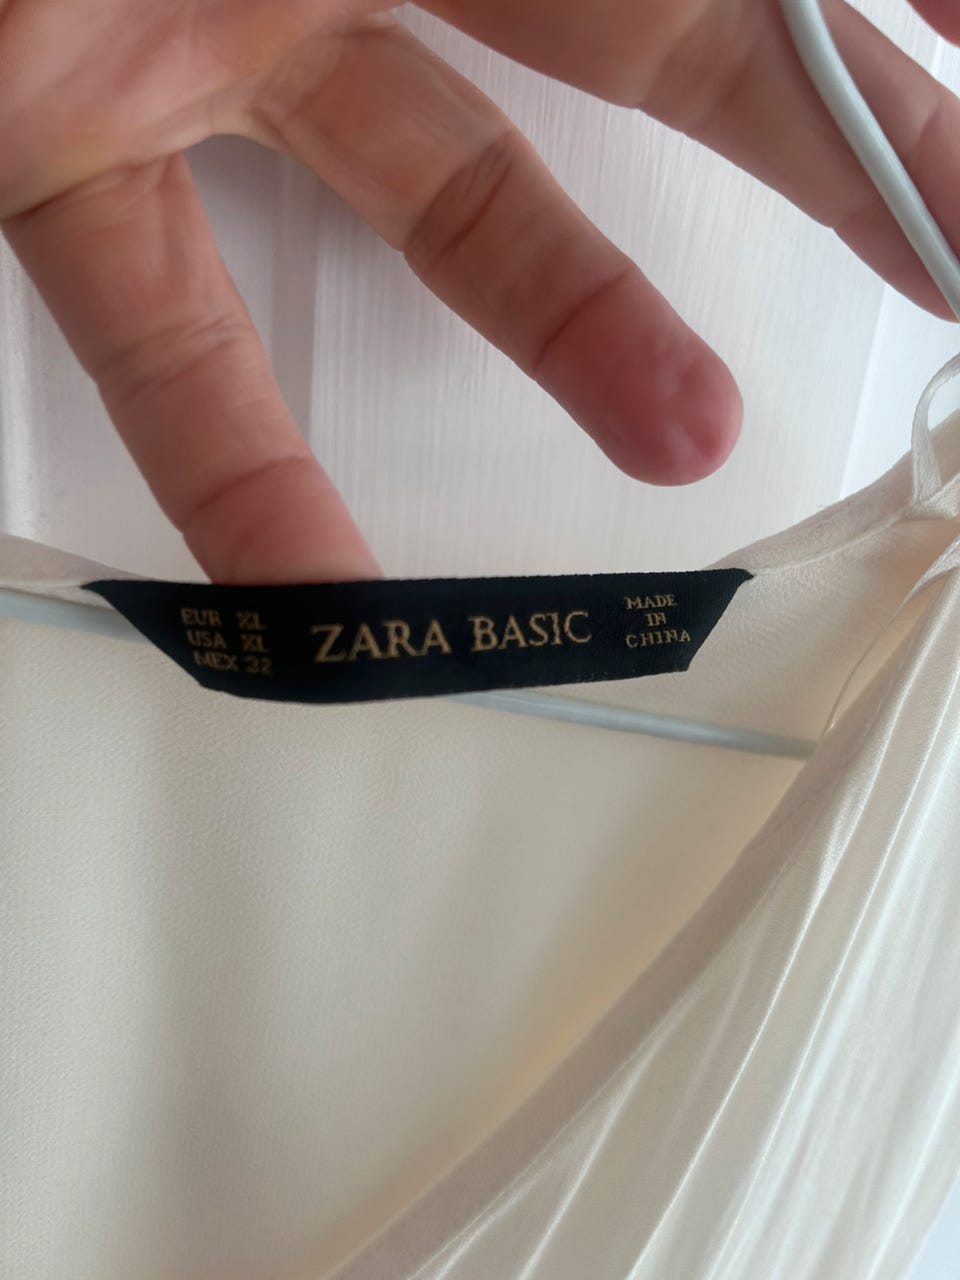 EUR XL
USA XL
MEX 32
ZARA BASIC
MADE
IN
CHINA